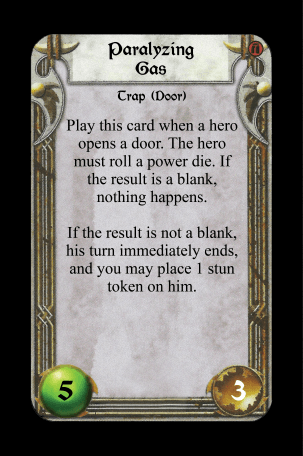 Paralyzing
Gas
Trap (Door)
Play this card when a hero
opens a door. The hero
must roll a power die. If
the result is a blank,
nothing happens.
If the result is not a blank,
his turn immediately ends,
and you may place 1 stun
token on him.
5
3